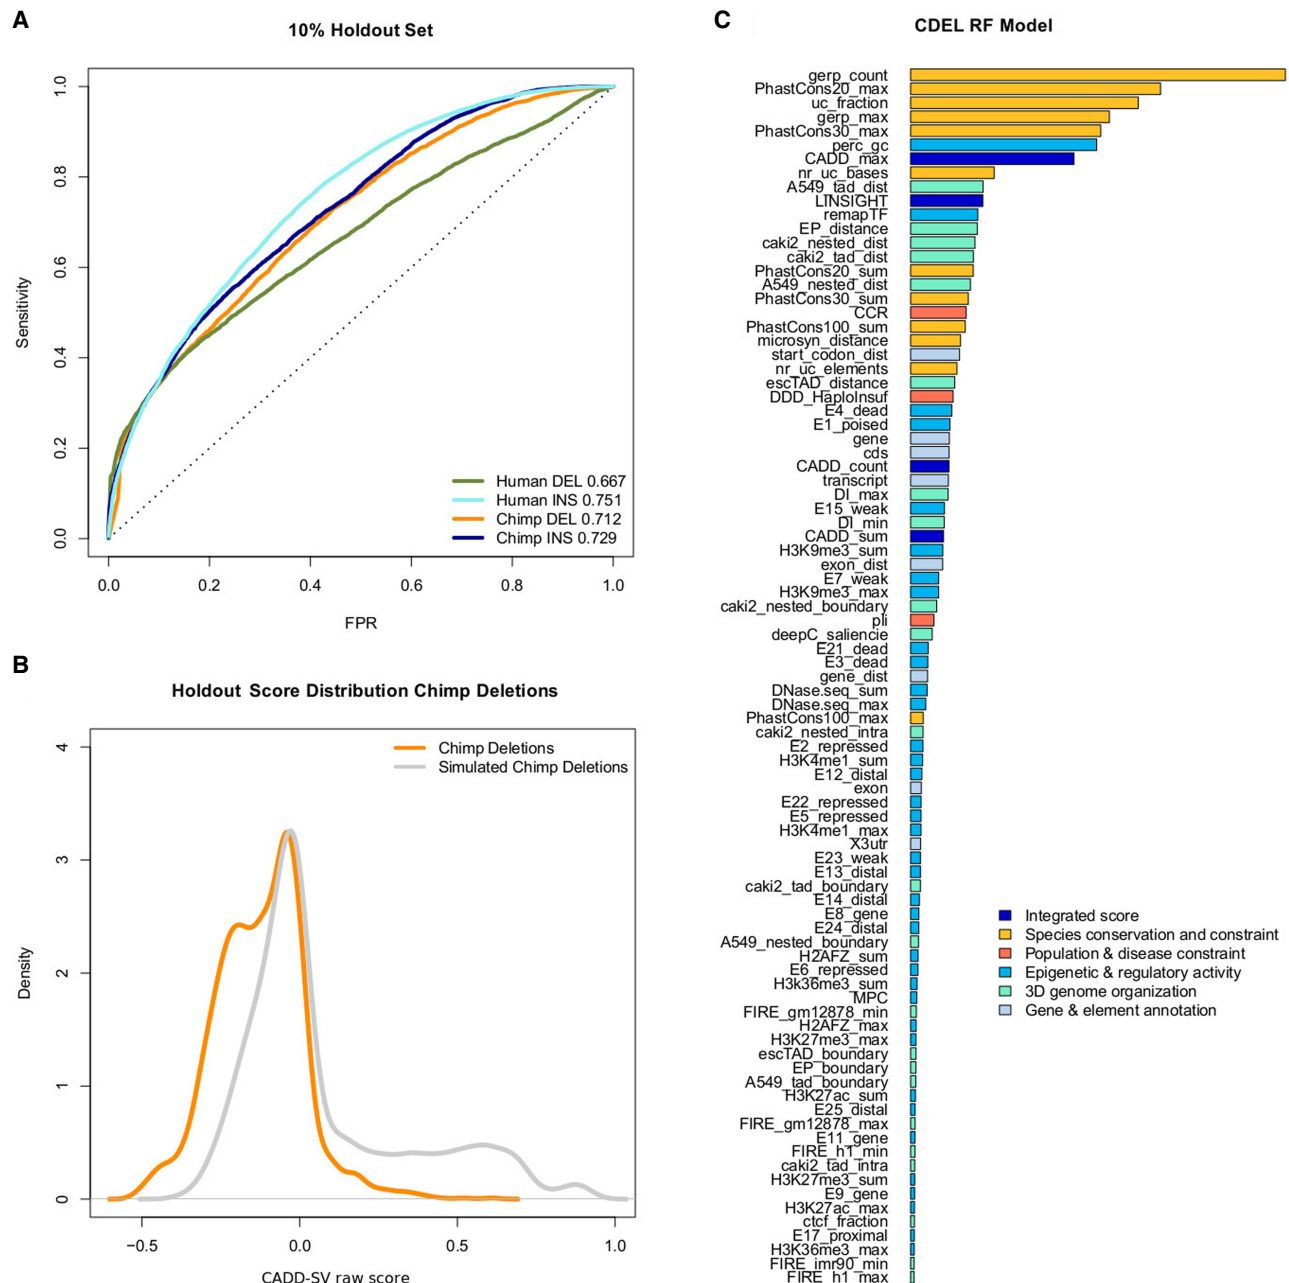 A
10% Holdout Set
Sensitivity
0.0
0.2
0.4
0.6
0.8
1.0
Human DEL 0.667
Human INS 0.751
Chimp DEL 0.712
Chimp INS 0.729
0.0 0.2 0.4 0.6 0.8 1.0
FPR
B
Holdout Score Distribution Chimp Deletions
Density
4
3
2
1
0
Chimp Deletions
Simulated Chimp Deletions
−0.5 0.0 0.5 1.0
CADD-SV raw score
C
CDEL RF Model
gerp_count
PhastCons20_max
uc_fraction
gerp_max
PhastCons30_max
perc_gc
CADD_max
nr_uc_bases
A549_tad_dist
LINSIGHT
remapTF
EP_distance
caki2_nested_dist
caki2_tad_dist
PhastCons20_sum
A549_nested_dist
PhastCons30_sum
CCR
PhastCons100_sum
microsyn_distance
start_codon_dist
nr_uc_elements
escTAD_distance
DDD_HaploInsuf
E4_dead
E1_poised
gene
cds
CADD_count
transcript
DI_max
E15_weak
DI_min
CADD_sum
H3K9me3_sum
exon_dist
E7_weak
H3K9me3_max
caki2_nested_boundary
pli
deepC_saliencie
E21_dead
E3_dead
gene_dist
DNase.seq_sum
DNase.seq_max
PhastCons100_max
caki2_nested_intra
E2_repressed
H3K4me1_sum
E12_distal
exon
E22_repressed
E5_repressed
H3K4me1_max
X3utr
E23_weak
E13_distal
caki2_tad_boundary
E14_distal
E8_gene
E24_distal
A549_nested_boundary
H2AFZ_sum
E6_repressed
H3k36me3_sum
MPC
FIRE_gm12878_min
H2AFZ_max
H3K27me3_max
escTAD_boundary
EP_boundary
A549_tad_boundary
H3K27ac_sum
E25_distal
FIRE_gm12878_max
E11_gene
FIRE_h1_min
caki2_tad_intra
H3K27me3_sum
E9_gene
H3K27ac_max
ctcf_fraction
E17_proximal
H3K36me3_max
FIRE_imr90_min
FIRE_h1_max
Integrated score
Species conservation and constraint
Population & disease constraint
Epigenetic & regulatory activity
3D genome organization
Gene & element annotation